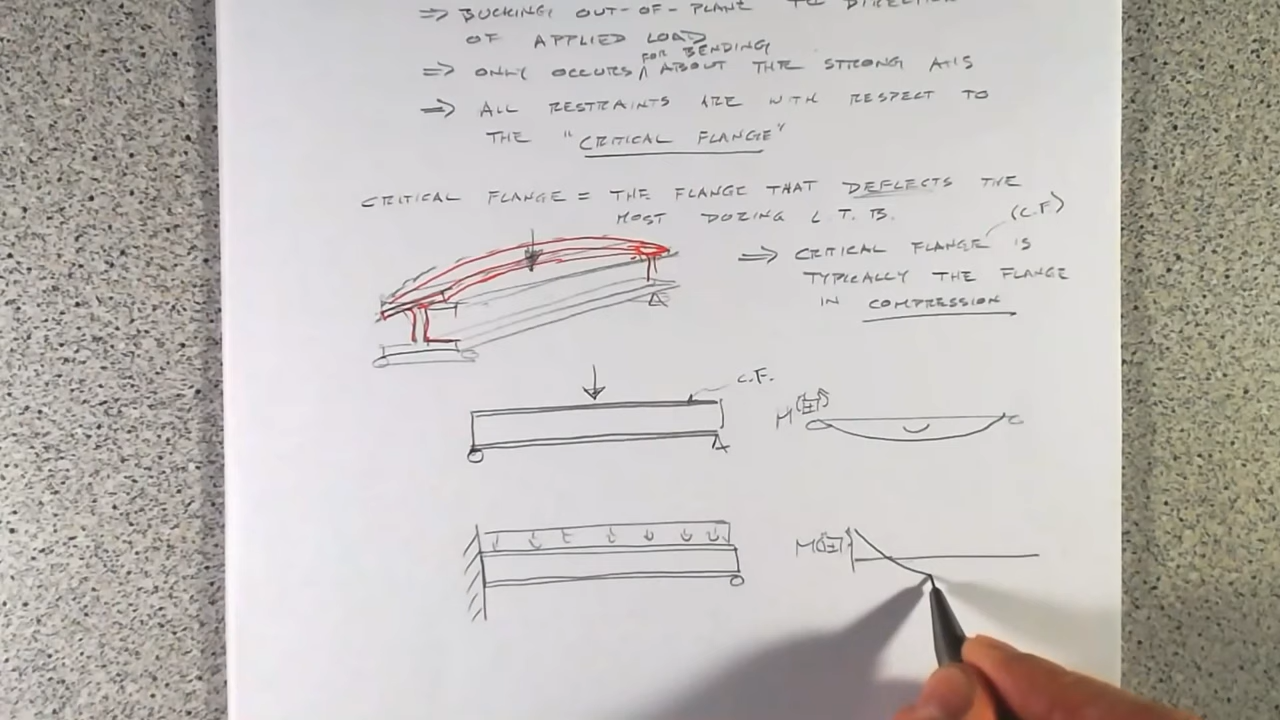 ⇒ BUCKING; OUT-OF-PLANE TO DIRECTION
OF APPLIED LOAD
FOR BENDING
⇒ ONLY OCCURS ^ ABOUT THE STRONG AXIS
⇒ ALL RESTRAINTS ARE WITH RESPECT TO
THE "CRITICAL FLANGE"
CRITICAL FLANGE = THE FLANGE THAT DEFLECTS THE
MOST DURING L.T.B.
(C.F)
⇒ CRITICAL FLANGE IS
TYPICALLY THE FLANGE
IN COMPRESSION
C.F.
M
M